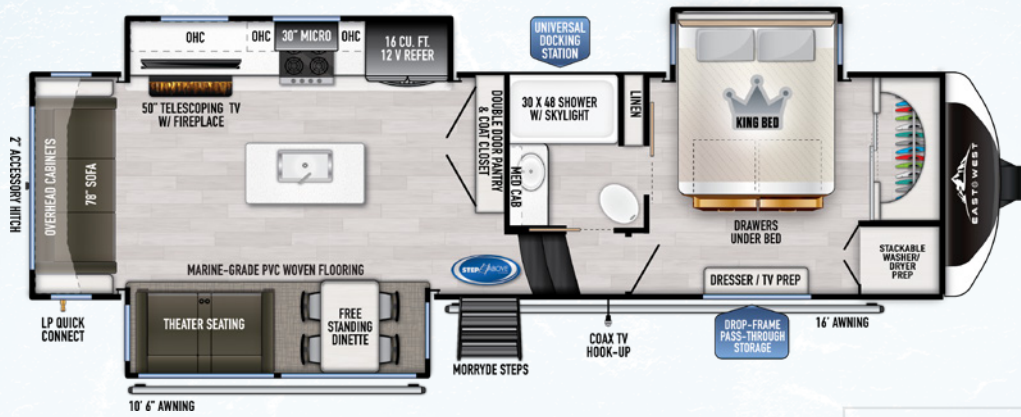 UNIVERSAL
DOCKING
STATION
OHC
OHC
30" MICRO
OHC
16 CU. FT.
12 V REFER
50" TELESCOPING TV
W/ FIREPLACE
DOUBLE DOOR PANTRY
& COAT CLOSET
30 X 48 SHOWER
W/ SKYLIGHT
LINEN
MED CAB
KING BED
2" ACCESSORY HITCH
OVERHEAD CABINETS
78" SOFA
EAST TO WEST
DRAWERS
UNDER BED
STACKABLE
WASHER/
DRYER
PREP
MARINE-GRADE PVC WOVEN FLOORING
STEP ABOVE
DRESSER / TV PREP
LP QUICK
CONNECT
THEATER SEATING
FREE
STANDING
DINETTE
MORRYDE STEPS
COAX TV
HOOK-UP
DROP-FRAME
PASS-THROUGH
STORAGE
16' AWNING
10' 6" AWNING